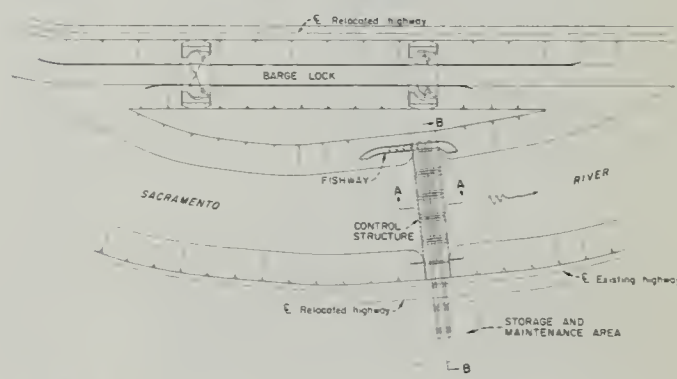 ℄ Relocated highway
BARGE LOCK
B
FISHWAY
A
A
SACRAMENTO
RIVER
CONTROL
STRUCTURE
℄ Existing highway
℄ Relocated highway
STORAGE AND
MAINTENANCE AREA
B